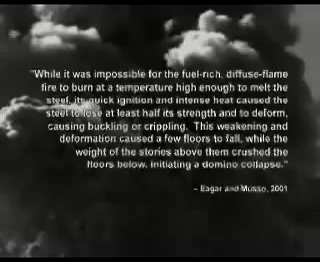 "While it was impossible for the fuel-rich, diffuse-flame
fire to burn at a temperature high enough to melt the
steel, its quick ignition and intense heat caused the
steel to lose at least half its strength and to deform,
causing buckling or crippling. This weakening and
deformation caused a few floors to fall, while the
weight of the stories above them crushed the
floors below, initiating a domino collapse."
– Eagar and Musso, 2001